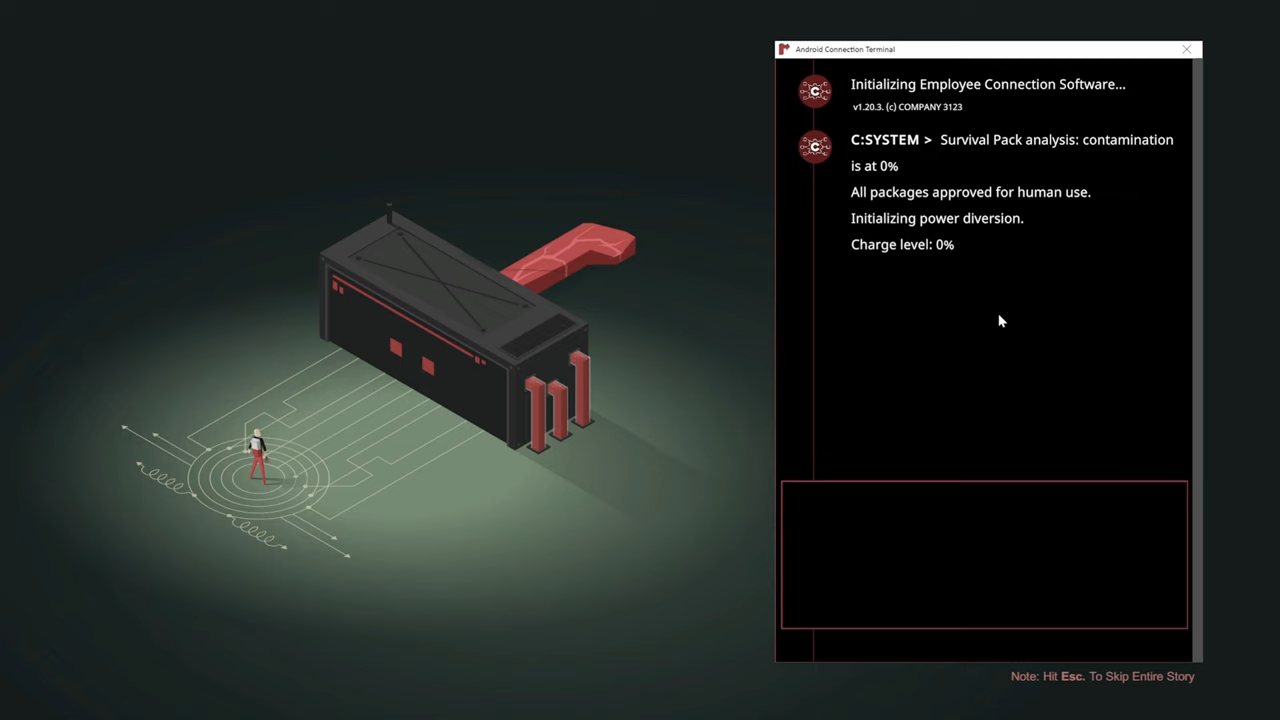 Android Connection Terminal
Initializing Employee Connection Software...
v1.20.3. (c) COMPANY 3123
C:SYSTEM > Survival Pack analysis: contamination
is at 0%
All packages approved for human use.
Initializing power diversion.
Charge level: 0%
Note: Hit Esc. To Skip Entire Story